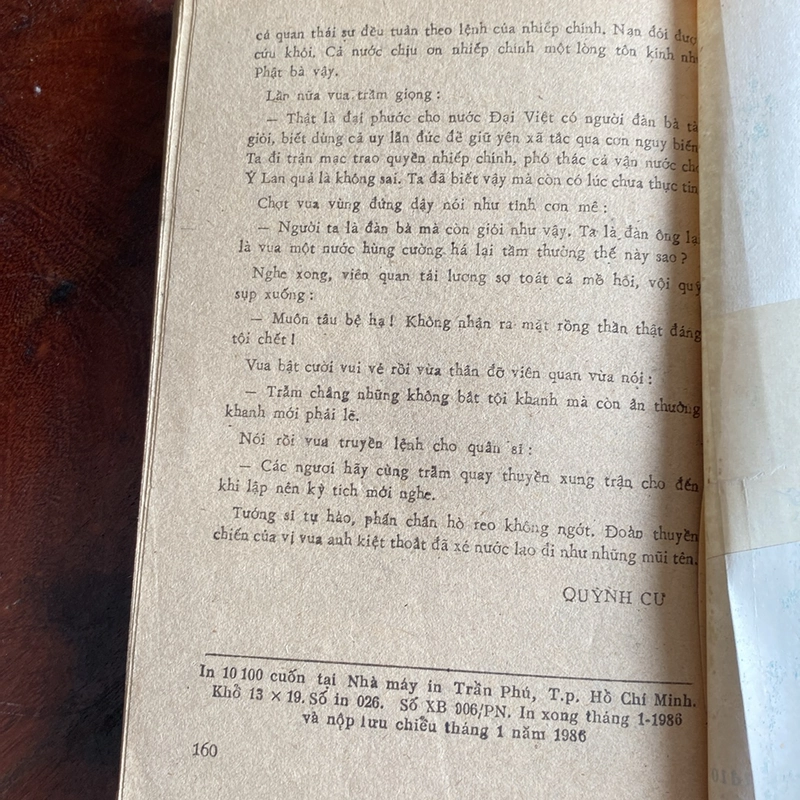 cả quan thái sư đều tuân theo lệnh của nhiếp chính. Nạn đói đượ
cứu khỏi. Cả nước chịu ơn nhiếp chính một lòng tôn kính nh
Phật bà vậy.
Lần nữa vua trầm giọng :
— Thật là đại phước cho nước Đại Việt có người đàn bà tà
giỏi, biết dùng cả uy lẫn đức để giữ yên xã tắc qua cơn nguy biến
Ta đi trận mạc trao quyền nhiếp chính, phó thác cả vận nước ch
Ỷ Lan quả là không sai. Ta đã biết vậy mà còn có lúc chưa thực tin
Chợt vua vùng đứng dậy nói như tỉnh cơn mê :
— Người ta là đàn bà mà còn giỏi như vậy. Ta là đàn ông lạ
là vua một nước hùng cường há lại tầm thường thế này sao ?
Nghe xong, viên quan tải lương sợ toát cả mồ hôi, vội quỳ
sụp xuống :
— Muôn tâu bệ hạ ! Không nhận ra mặt rồng thần thật đáng
tội chết !
Vua bật cười vui vẻ rồi vừa thân đỡ viên quan vừa nói :
— Trẫm chẳng những không bắt tội khanh mà còn ân thưởng
khanh mới phải lẽ.
Nói rồi vua truyền lệnh cho quân sĩ :
— Các ngươi hãy cùng trẫm quay thuyền xung trận cho đến
khi lập nên kỳ tích mới nghe.
Tướng sĩ tự hào, phấn chấn hò reo không ngớt. Đoàn thuyền
chiến của vị vua anh kiệt thoắt đã xé nước lao đi như những mũi tên.
QUỲNH CƯ
In 10 100 cuốn tại Nhà máy in Trần Phú, T.p. Hồ Chí Minh.
Khổ 13 × 19. Số in 026. Số XB 006/PN. In xong tháng 1-1986
và nộp lưu chiểu tháng 1 năm 1986
160